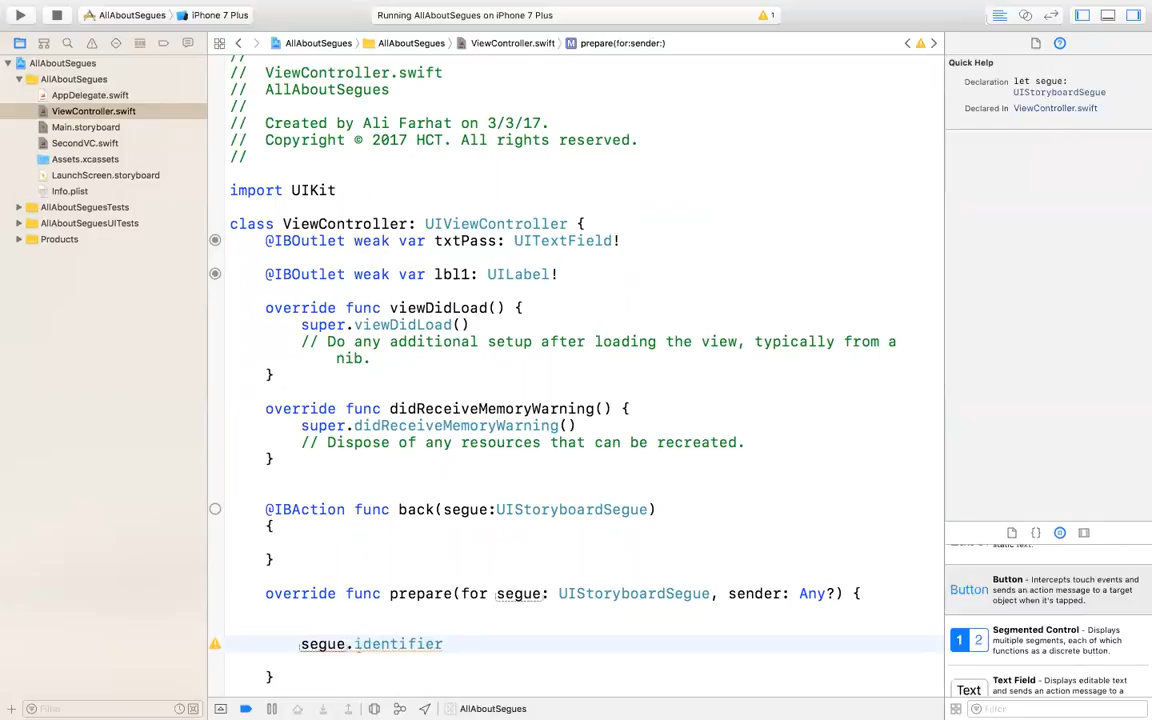 AllAboutSegues
iPhone 7 Plus
Running AllAboutSegues on iPhone 7 Plus
1
AllAboutSegues
AllAboutSegues
ViewController.swift
M
prepare(for:sender:)
AllAboutSegues
AllAboutSegues
AppDelegate.swift
ViewController.swift
Main.storyboard
SecondVC.swift
Assets.xcassets
LaunchScreen.storyboard
Info.plist
AllAboutSeguesTests
AllAboutSeguesUITests
Products
Filter
//
// ViewController.swift
// AllAboutSegues
//
// Created by Ali Farhat on 3/3/17.
// Copyright © 2017 HCT. All rights reserved.
//
import UIKit
class ViewController: UIViewController {
@IBOutlet weak var txtPass: UITextField!
@IBOutlet weak var lbl1: UILabel!
override func viewDidLoad() {
super.viewDidLoad()
// Do any additional setup after loading the view, typically from a
nib.
}
override func didReceiveMemoryWarning() {
super.didReceiveMemoryWarning()
// Dispose of any resources that can be recreated.
}
@IBAction func back(segue:UIStoryboardSegue)
{
}
override func prepare(for segue: UIStoryboardSegue, sender: Any?) {
segue.identifier
}
AllAboutSegues
Quick Help
Declaration let segue:
UIStoryboardSegue
Declared In ViewController.swift
static text.
Button
Button - Intercepts touch events and
sends an action message to a target
object when it's tapped.
1 2
Segmented Control - Displays
multiple segments, each of which
functions as a discrete button.
Text
Text Field - Displays editable text
and sends an action message to a
Filter